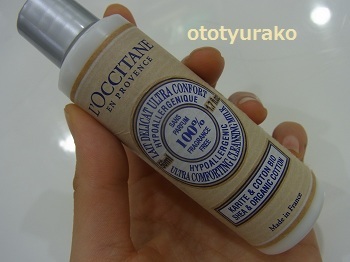 ototyurako
L'OCCITANE
EN PROVENCE
LAIT DÉLICAT ULTRA CONFORT
HYPOALLERGÉNIQUE
SANS
PARFUM
100%
FRAGRANCE
FREE
HYPOALLERGENIC
ULTRA COMFORTING CLEANSING MILK
KARITÉ & COTON BIO
SHEA & ORGANIC COTTON
Made in France